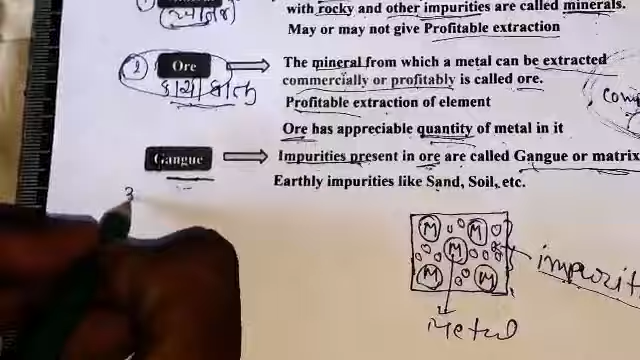 with rocky and other impurities are called minerals.
May or may not give Profitable extraction
2 Ore The mineral from which a metal can be extracted
commercially or profitably is called ore.
Profitable extraction of element
Ore has appreciable quantity of metal in it
Gangue Impurities present in ore are called Gangue or matrix
Earthly impurities like Sand, Soil, etc.
3
M M
M
M M
Metal